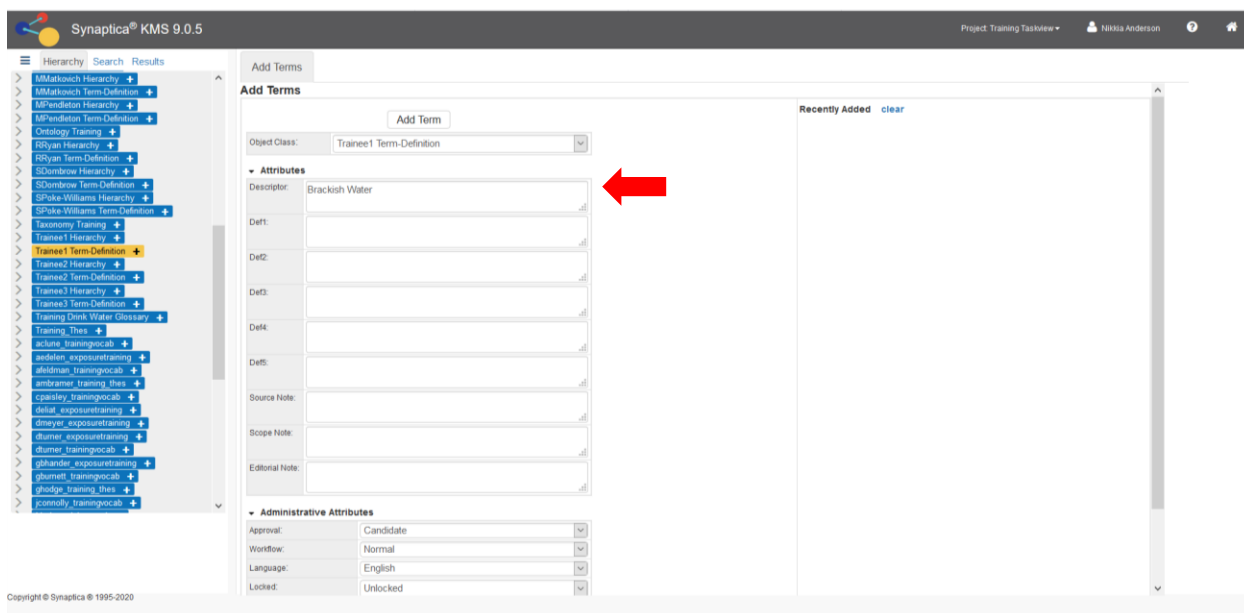 Synaptica® KMS 9.0.5
Project: Training Taskview
Nikkia Anderson
Hierarchy Search Results
MMatkovich Hierarchy +
MMatkovich Term-Definition +
MPendleton Hierarchy +
MPendleton Term-Definition +
Ontology Training +
RRyan Hierarchy +
RRyan Term-Definition +
SDombrow Hierarchy +
SDombrow Term-Definition +
SPoke-Williams Hierarchy +
SPoke-Williams Term-Definition +
Taxonomy Training +
Trainee1 Hierarchy +
Trainee1 Term-Definition +
Trainee2 Hierarchy +
Trainee2 Term-Definition +
Trainee3 Hierarchy +
Trainee3 Term-Definition +
Training Drink Water Glossary +
Training_Thes +
aclune_trainingvocab +
aedelen_exposuretraining +
afeldman_trainingvocab +
ambramer_training_thes +
cpaisley_trainingvocab +
deliat_exposuretraining +
dmeyer_exposuretraining +
dturner_exposuretraining +
dturner_trainingvocab +
gbhander_exposuretraining +
gburnett_trainingvocab +
ghodge_training_thes +
jconnolly_trainingvocab +
Add Terms
Add Terms
Add Term
Object Class: Trainee1 Term-Definition
Attributes
Descriptor: Brackish Water
Def1:
Def2:
Def3:
Def4:
Def5:
Source Note:
Scope Note:
Editorial Note:
Administrative Attributes
Approval: Candidate
Workflow: Normal
Language: English
Locked: Unlocked
Recently Added clear
Copyright © Synaptica ® 1995-2020